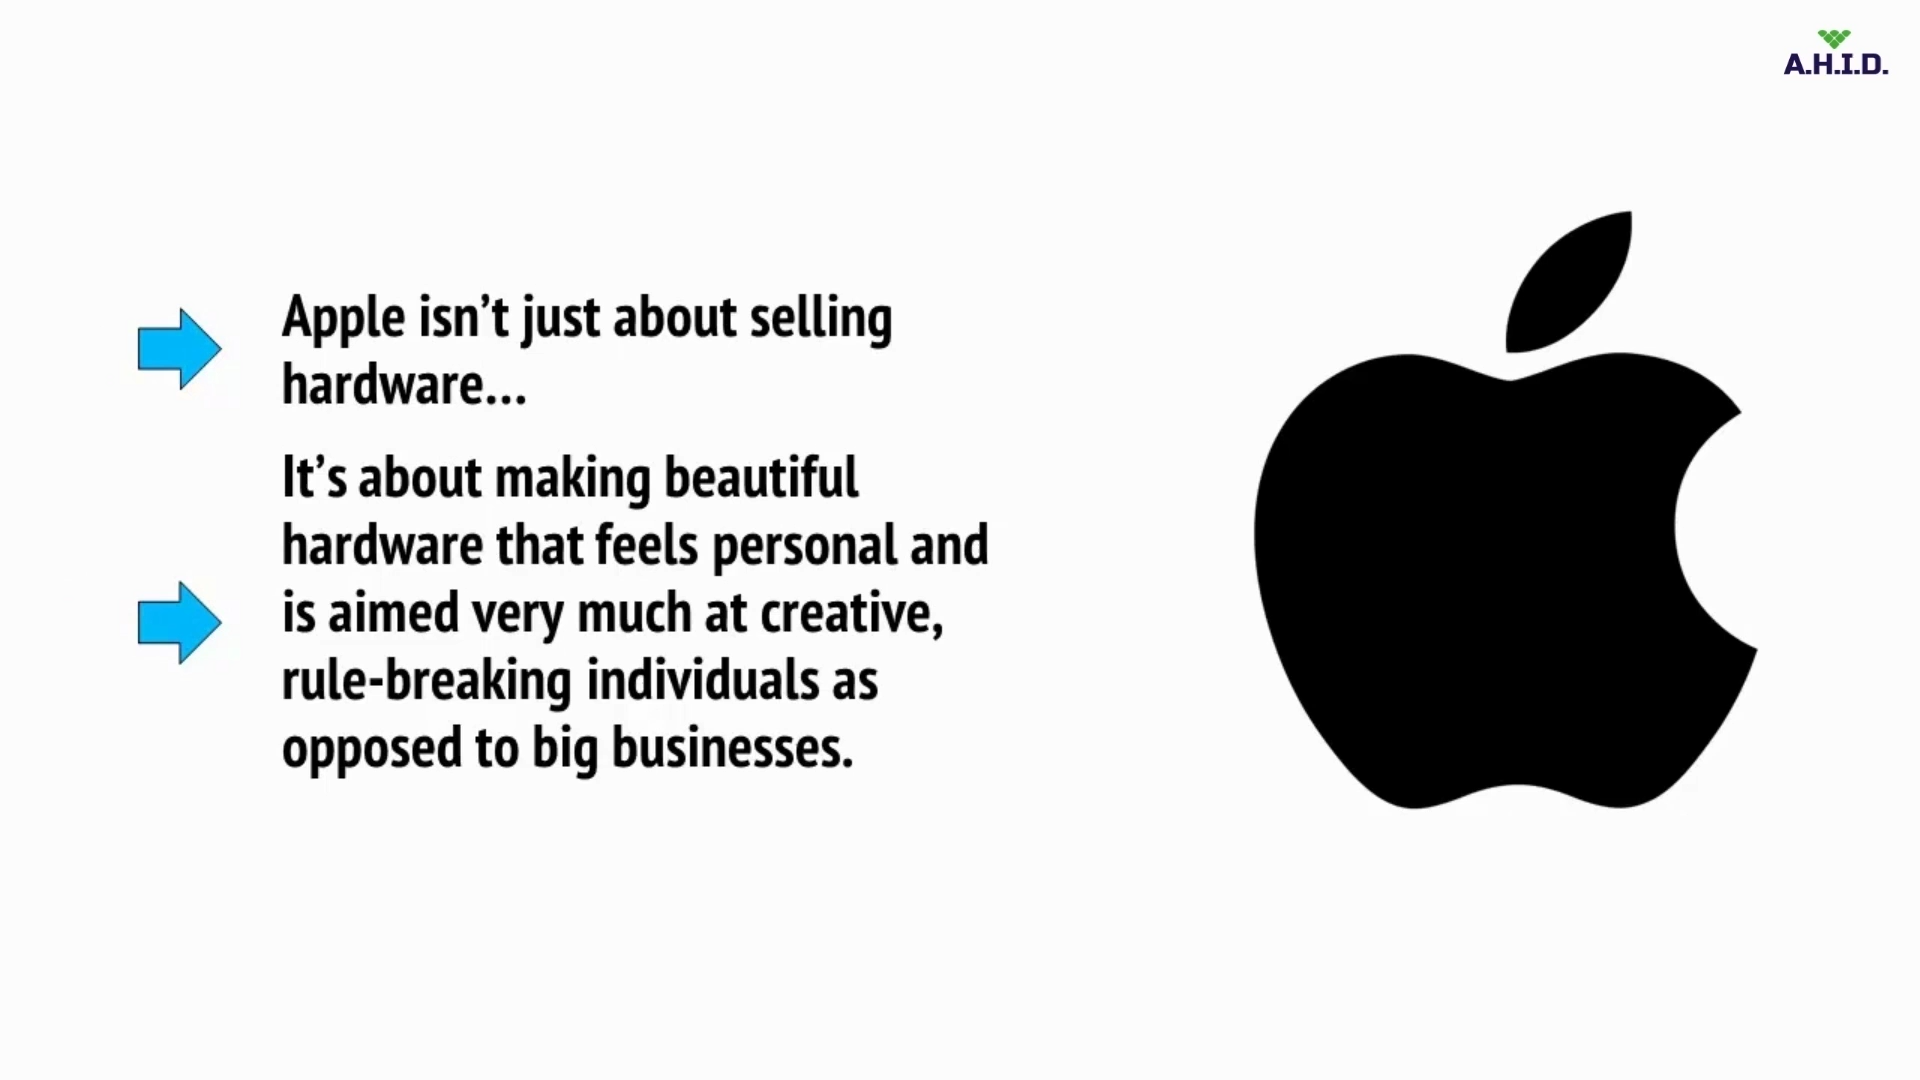 A.H.I.D.
Apple isn’t just about selling
hardware...
It’s about making beautiful
hardware that feels personal and
is aimed very much at creative,
rule-breaking individuals as
opposed to big businesses.